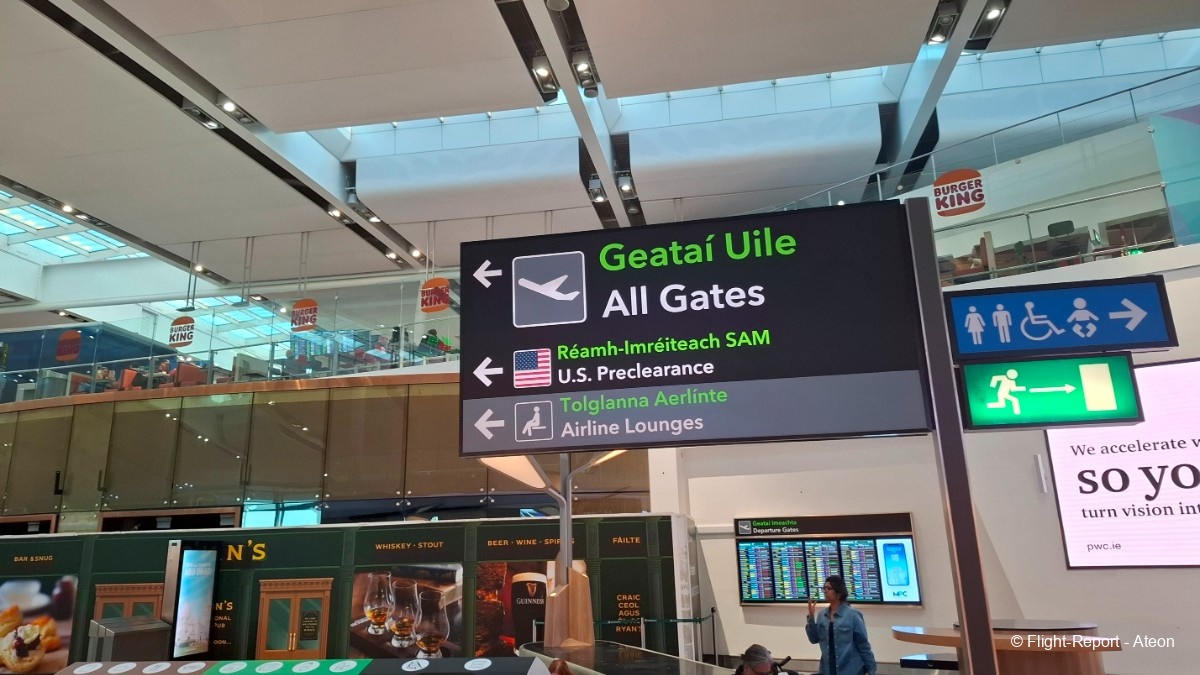 Geataí Uile
All Gates
Réamh-Imréiteach SAM
U.S. Preclearance
Tolglanna Aerlínte
Airline Lounges
BURGER
KING
BURGER
KING
BURGER
KING
BURGER
KING
We accelerate
so yo
turn vision int
pwc.ie
Geataí Imeachta
Departure Gates
BAR & SNUG
N'S
WHISKEY · STOUT
BEER · WINE · SPIRITS
FÁILTE
GUINNESS
CRAIC
CEOL
AGUS
RYAN'S
© Flight-Report - Ateon